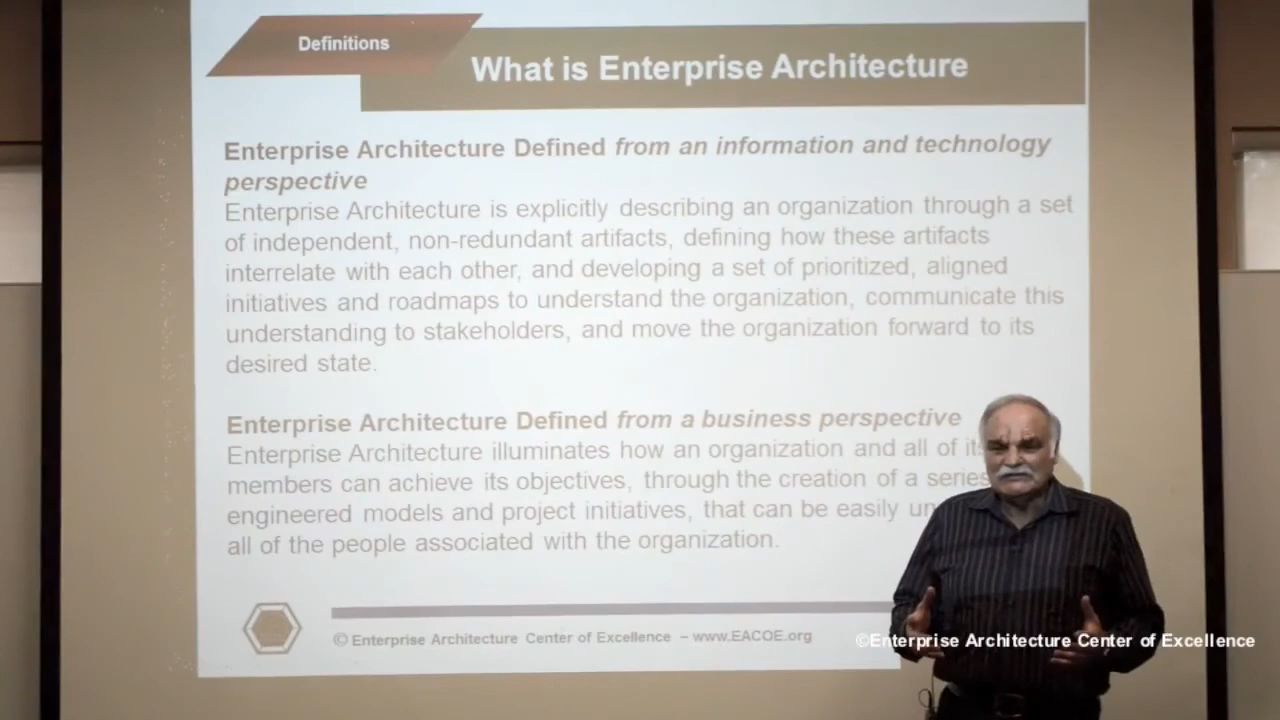 Definitions
What is Enterprise Architecture
Enterprise Architecture Defined from an information and technology
perspective
Enterprise Architecture is explicitly describing an organization through a set
of independent, non-redundant artifacts, defining how these artifacts
interrelate with each other, and developing a set of prioritized, aligned
initiatives and roadmaps to understand the organization, communicate this
understanding to stakeholders, and move the organization forward to its
desired state.
Enterprise Architecture Defined from a business perspective
Enterprise Architecture illuminates how an organization and all of its
members can achieve its objectives, through the creation of a series
engineered models and project initiatives, that can be easily un
all of the people associated with the organization.
© Enterprise Architecture Center of Excellence – www.EACOE.org
©Enterprise Architecture Center of Excellence